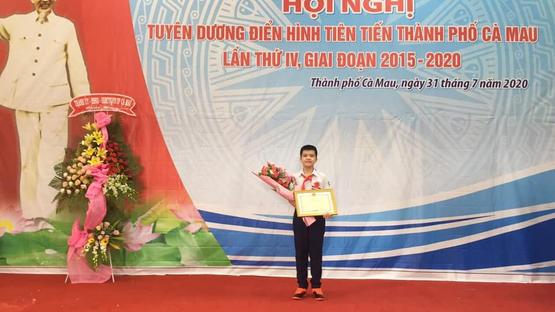 HỘI NGHỊ
TUYÊN DƯƠNG ĐIỂN HÌNH TIÊN TIẾN THÀNH PHỐ CÀ MAU
LẦN THỨ IV, GIAI ĐOẠN 2015 - 2020
Thành phố Cà Mau, ngày 31 tháng 7 năm 2020